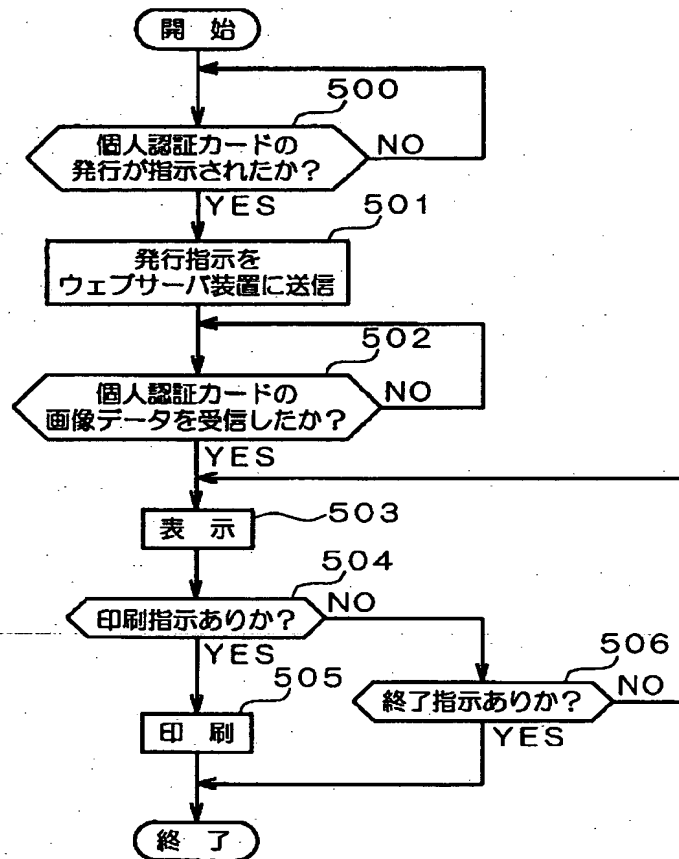 開 始
500
個人認証カードの
発行が指示されたか？
NO
YES
501
発行指示を
ウェブサーバ装置に送信
502
個人認証カードの
画像データを受信したか？
NO
YES
表 示
503
504
印刷指示ありか？
NO
YES
505
印 刷
506
終了指示ありか？
NO
YES
終 了